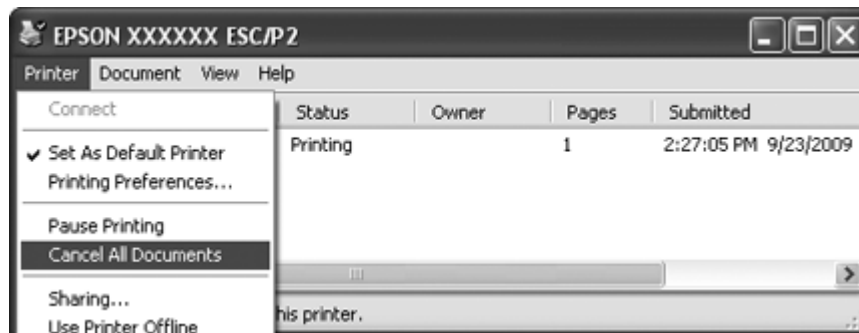 EPSON XXXXXX ESC/P2
Printer Document View Help
Connect
Status Owner Pages Submitted
Set As Default Printer
Printing 1 2:27:05 PM 9/23/2009
Printing Preferences...
Pause Printing
Cancel All Documents
Sharing...
his printer.
Use Printer Offline